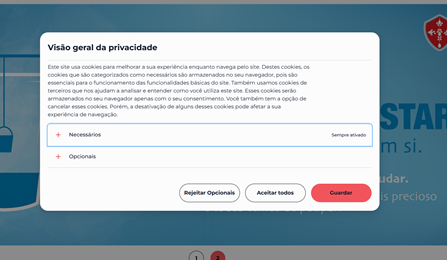 Visão geral da privacidade
Este site usa cookies para melhorar a sua experiência enquanto navega pelo site. Destes cookies, os
cookies que são categorizados como necessários são armazenados no seu navegador, pois são
essenciais para o funcionamento das funcionalidades básicas do site. Também usamos cookies de
terceiros que nos ajudam a analisar e entender como você utiliza este site. Esses cookies serão
armazenados no seu navegador apenas com o seu consentimento. Você também tem a opção de
cancelar esses cookies. Porém, a desativação de alguns desses cookies pode afetar a sua
experiência de navegação.
+ Necessários Sempre ativado
+ Opcionais
Rejeitar Opcionais Aceitar todos Guardar
STAR
m si.
udar.
is precioso
1 2